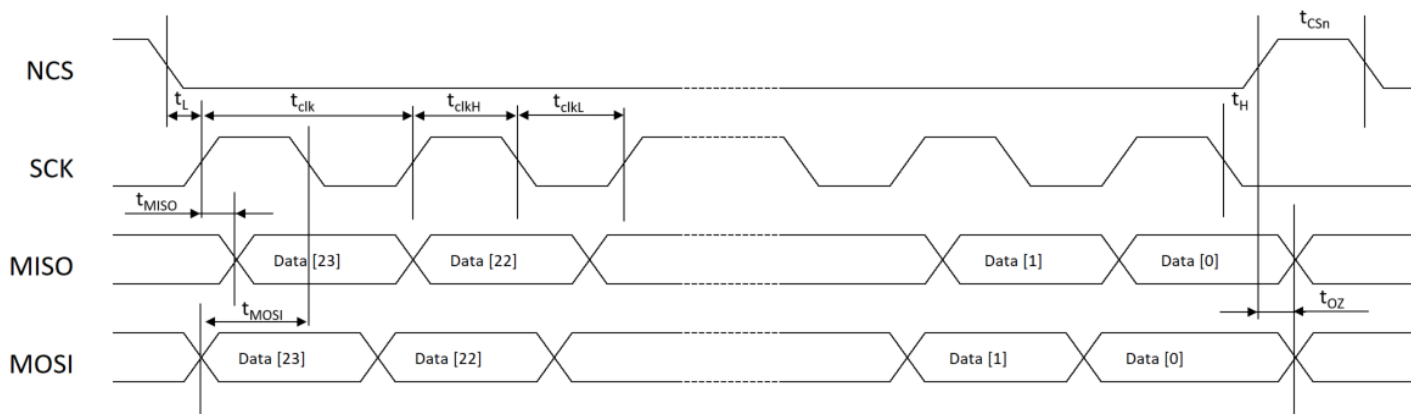 t_CSn
NCS
t_L
t_clk
t_clkH
t_clkL
t_H
SCK
t_MISO
MISO
Data [23]
Data [22]
Data [1]
Data [0]
t_MOSI
t_OZ
MOSI
Data [23]
Data [22]
Data [1]
Data [0]